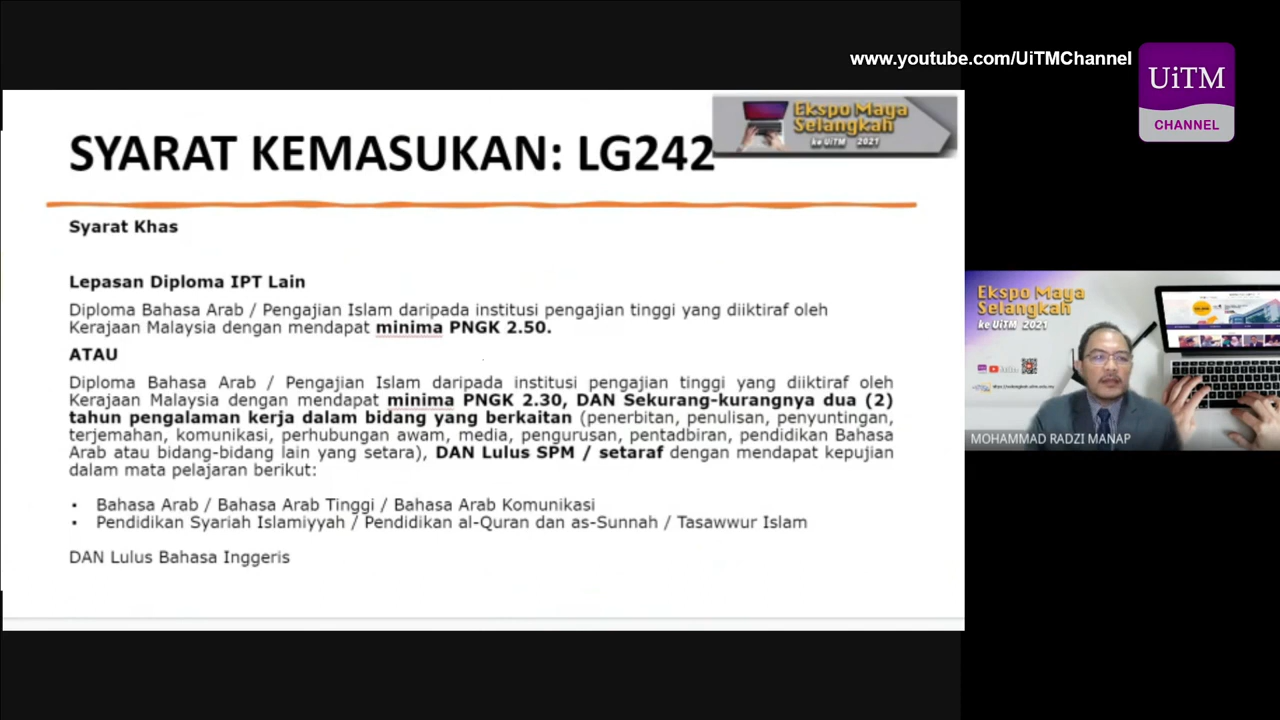 www.youtube.com/UiTMChannel
UiTM
CHANNEL
Ekspo Maya
Selangkah
ke UiTM 2021
SYARAT KEMASUKAN: LG242
Syarat Khas
Lepasan Diploma IPT Lain
Diploma Bahasa Arab / Pengajian Islam daripada institusi pengajian tinggi yang diiktiraf oleh
Kerajaan Malaysia dengan mendapat minima PNGK 2.50.
ATAU
Diploma Bahasa Arab / Pengajian Islam daripada institusi pengajian tinggi yang diiktiraf oleh
Kerajaan Malaysia dengan mendapat minima PNGK 2.30, DAN Sekurang-kurangnya dua (2)
tahun pengalaman kerja dalam bidang yang berkaitan (penerbitan, penulisan, penyuntingan,
terjemahan, komunikasi, perhubungan awam, media, pengurusan, pentadbiran, pendidikan Bahasa
Arab atau bidang-bidang lain yang setara), DAN Lulus SPM / setaraf dengan mendapat kepujian
dalam mata pelajaran berikut:
• Bahasa Arab / Bahasa Arab Tinggi / Bahasa Arab Komunikasi
• Pendidikan Syariah Islamiyyah / Pendidikan al-Quran dan as-Sunnah / Tasawwur Islam
DAN Lulus Bahasa Inggeris
Ekspo Maya
Selangkah
ke UiTM 2021
MOHAMMAD RADZI MANAP